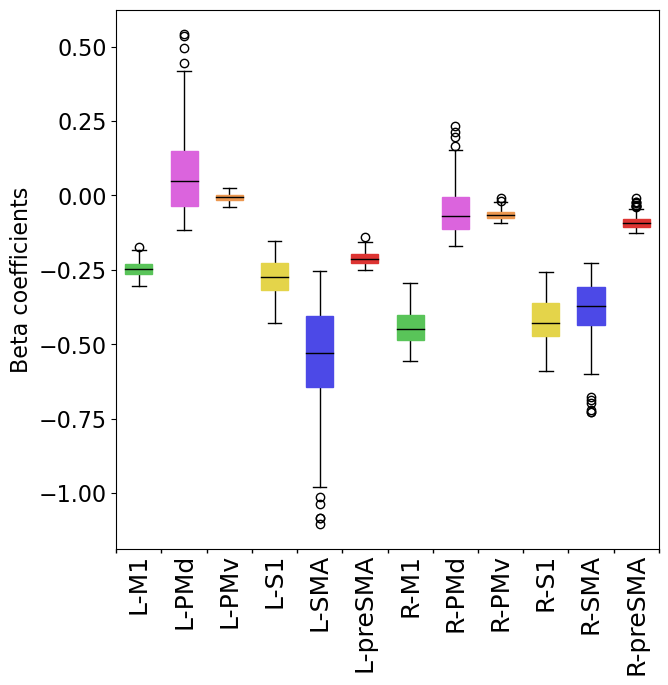 Beta coefficients
0.50
0.25
0.00
−0.25
−0.50
−0.75
−1.00
L-M1
L-PMd
L-PMv
L-S1
L-SMA
L-preSMA
R-M1
R-PMd
R-PMv
R-S1
R-SMA
R-preSMA